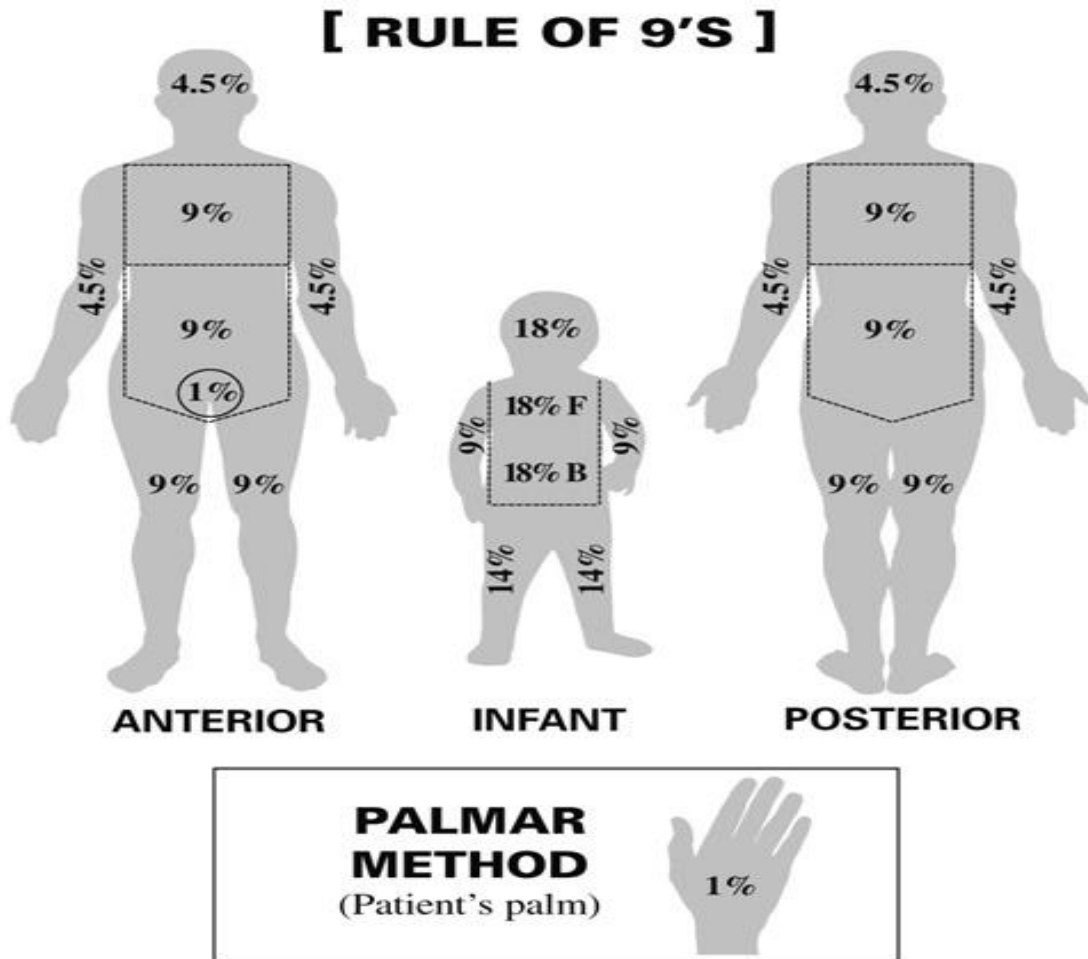 [ RULE OF 9'S ]
4.5%
9%
4.5%
4.5%
9%
1%
9% 9%
ANTERIOR
18%
18% F
9%
9%
18% B
14%
14%
INFANT
4.5%
9%
4.5%
4.5%
9%
9% 9%
POSTERIOR
PALMAR
METHOD
(Patient's palm)
1%